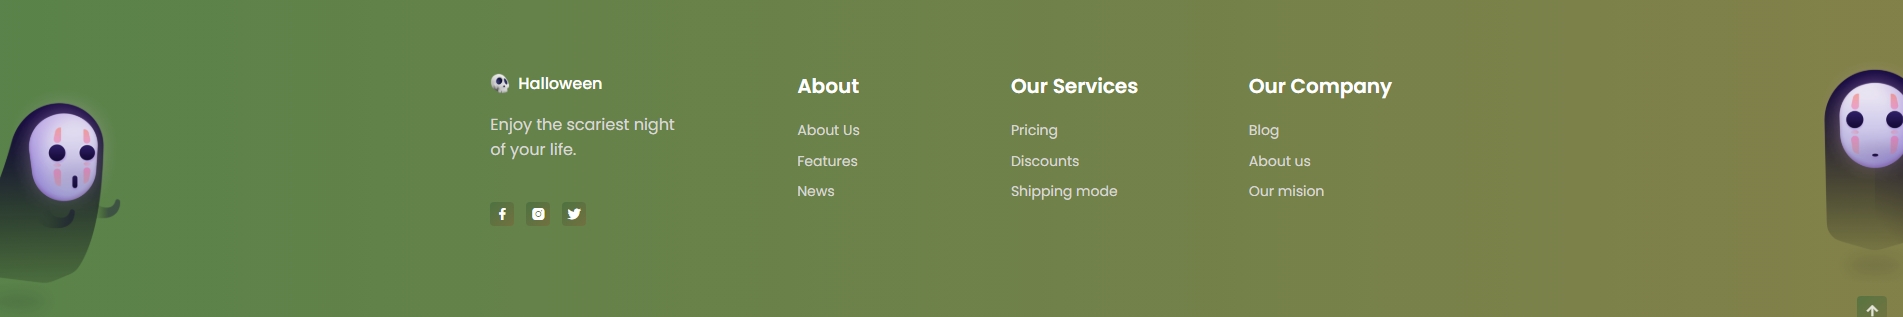 Halloween
Enjoy the scariest night
of your life.
About
About Us
Features
News
Our Services
Pricing
Discounts
Shipping mode
Our Company
Blog
About us
Our mision